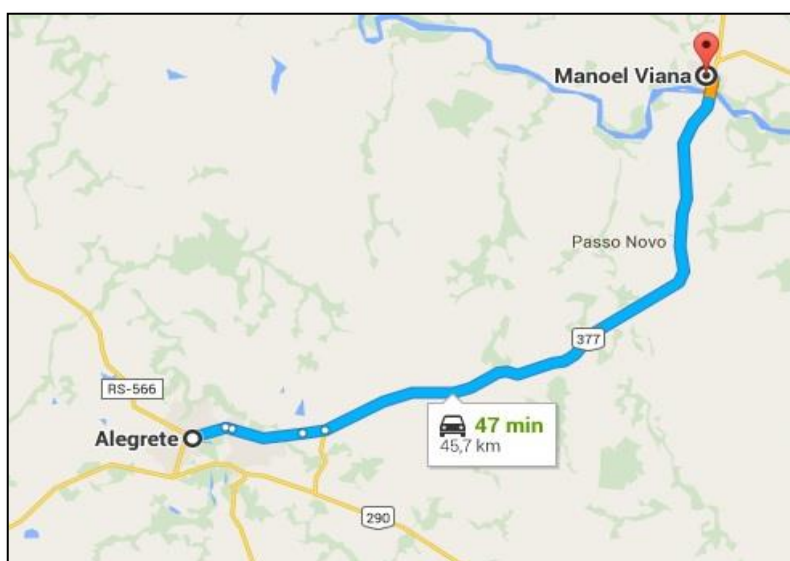 Manoel Viana
Passo Novo
377
RS-566
47 min
45,7 km
Alegrete
290